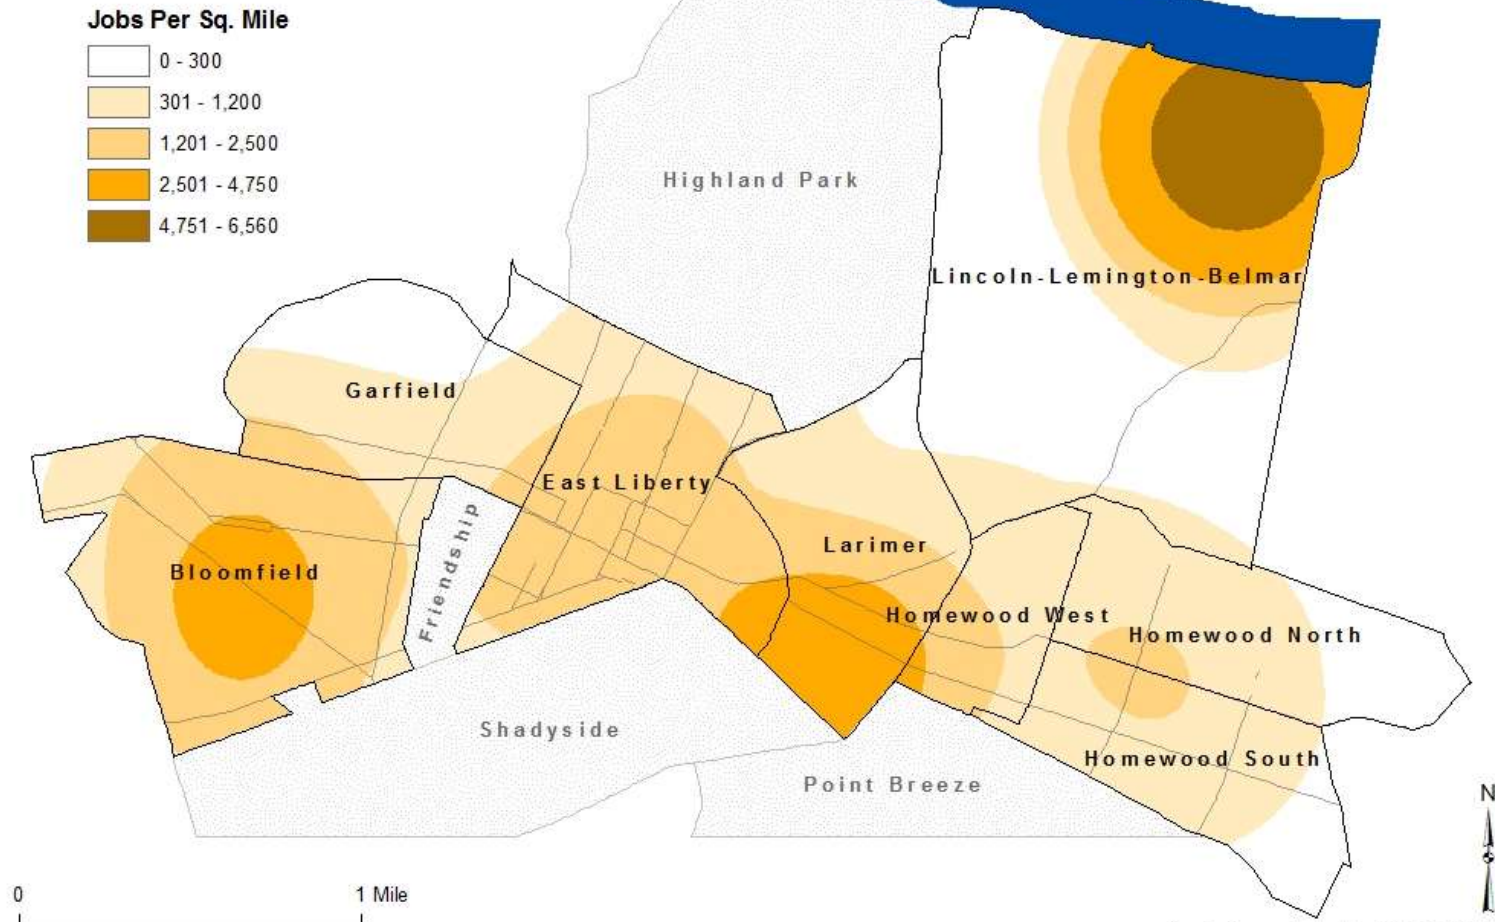 Jobs Per Sq. Mile
0 - 300
301 - 1,200
1,201 - 2,500
2,501 - 4,750
4,751 - 6,560
Highland Park
Lincoln-Lemington-Belmar
Garfield
East Liberty
Friendship
Larimer
Bloomfield
Homewood West
Homewood North
Shadyside
Homewood South
Point Breeze
N
0
1 Mile